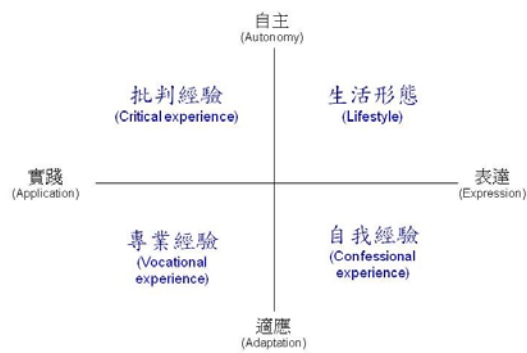 自主
(Autonomy)
批判經驗
(Critical experience)
生活形態
(Lifestyle)
實踐
(Application)
表達
(Expression)
專業經驗
(Vocational
experience)
自我經驗
(Confessional
experience)
適應
(Adaptation)